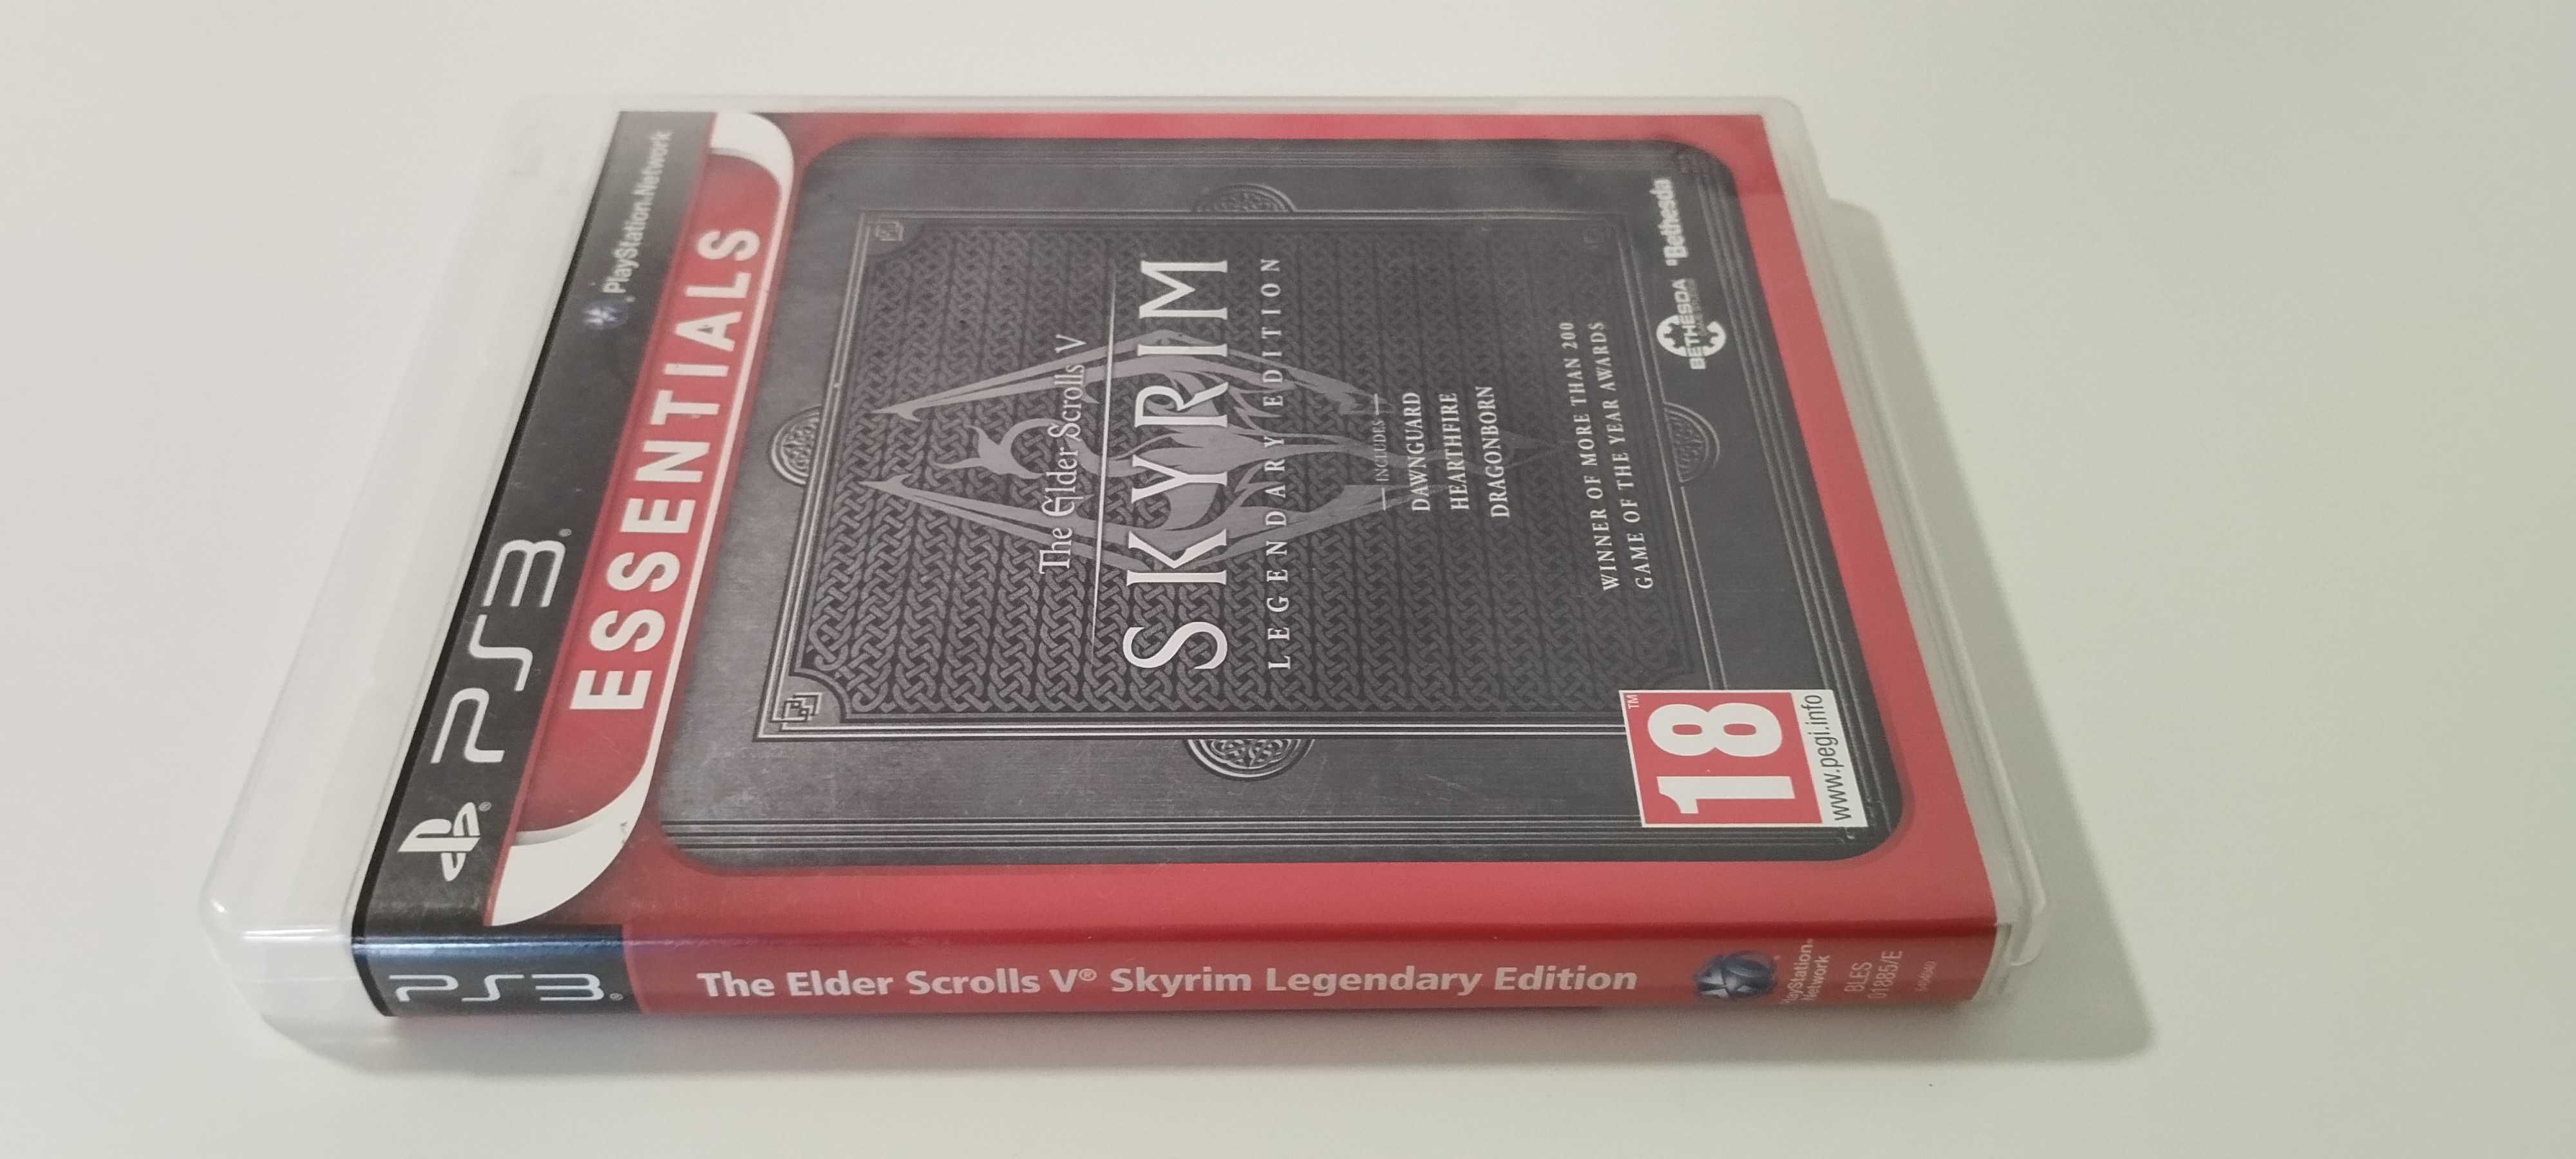 PS3®
PlayStation®Network
ESSENTIALS
The Elder Scrolls V
SKYRIM
LEGENDARY EDITION
INCLUDES
DAWNGUARD
HEARTHFIRE
DRAGONBORN
WINNER OF MORE THAN 200
GAME OF THE YEAR AWARDS
18™
www.pegi.info
BETHESDA
Bethesda
PS3®
The Elder Scrolls V® Skyrim Legendary Edition
PlayStation®
Network
BLES
01885/E